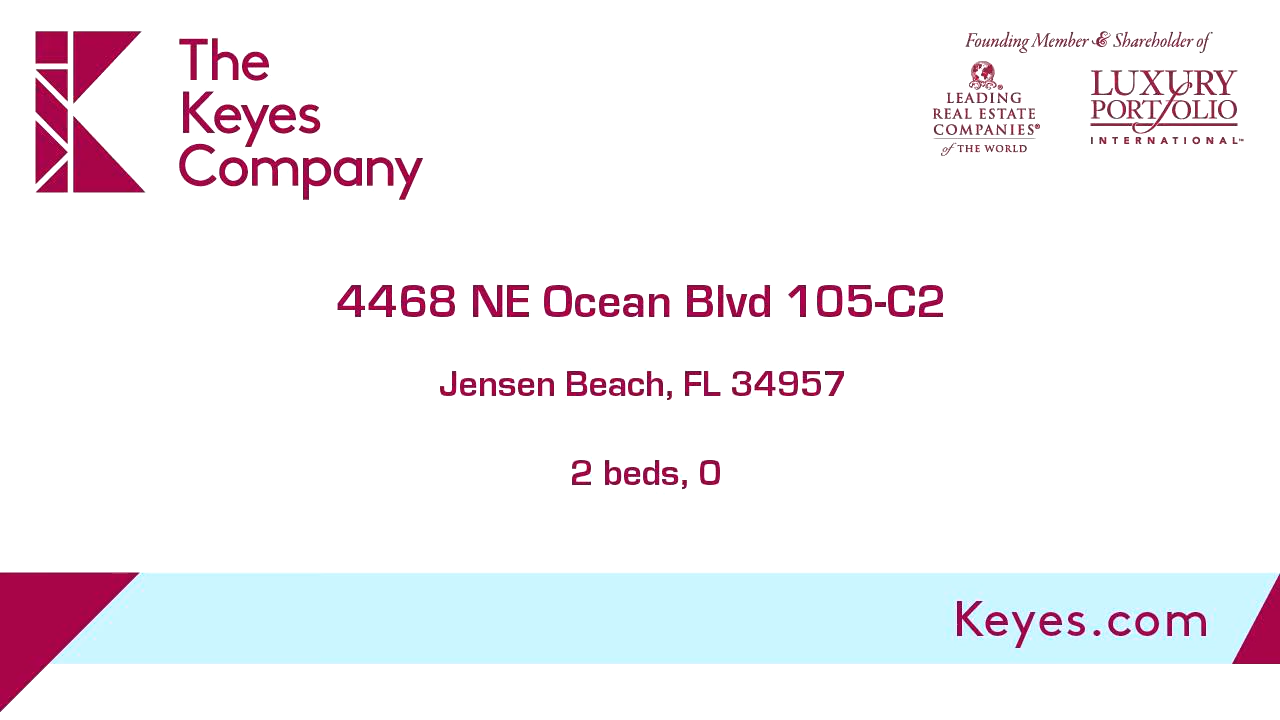 The
Keyes
Company
Founding Member & Shareholder of
LEADING
REAL ESTATE
COMPANIES®
of THE WORLD
LUXURY
PORTFOLIO
INTERNATIONAL™
4468 NE Ocean Blvd 105-C2
Jensen Beach, FL 34957
2 beds, 0
Keyes.com